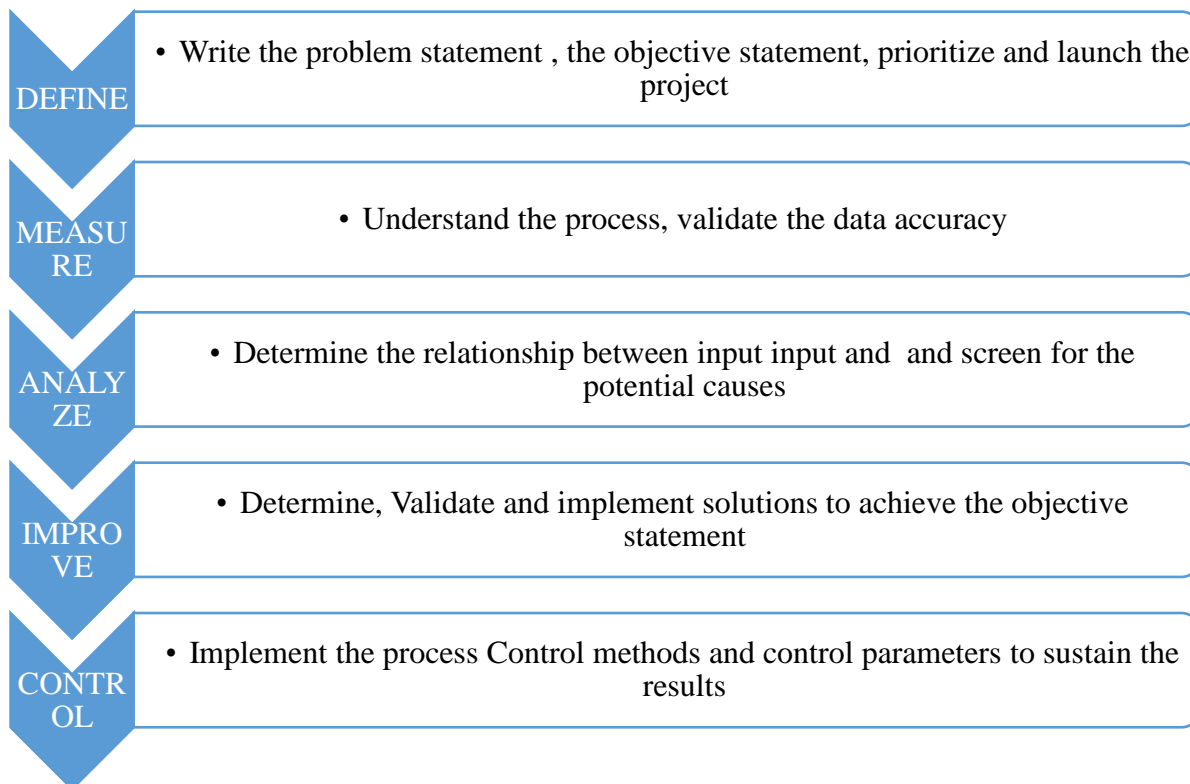 DEFINE
• Write the problem statement , the objective statement, prioritize and launch the
project
MEASU
RE
• Understand the process, validate the data accuracy
ANALY
ZE
• Determine the relationship between input input and  and screen for the
potential causes
IMPRO
VE
• Determine, Validate and implement solutions to achieve the objective
statement
CONTR
OL
• Implement the process Control methods and control parameters to sustain the
results